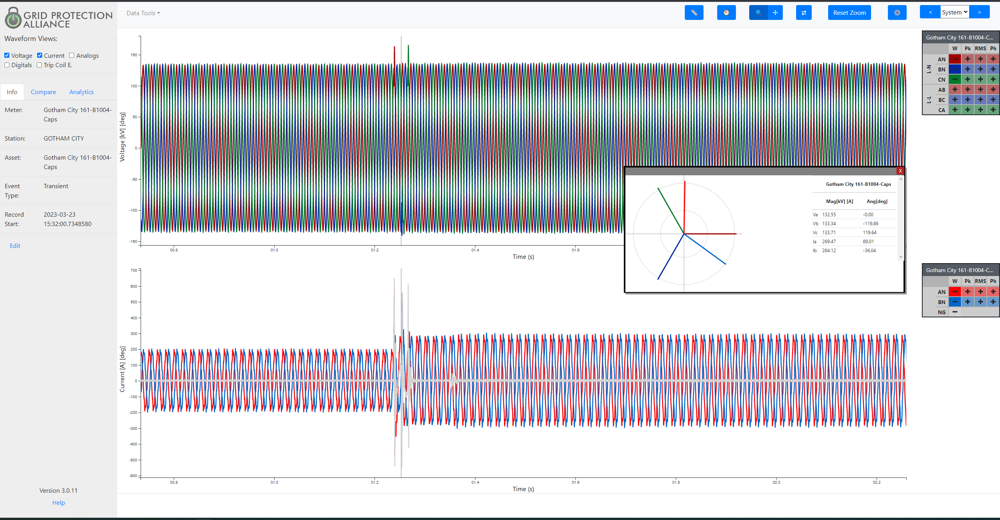 GRID PROTECTION
ALLIANCE
Data Tools
Reset Zoom
<
System
>
Waveform Views:
Voltage Current Analogs
Digitals Trip Coil E.
Info Compare Analytics
Meter: Gotham City 161-B1004-
Caps
Station: GOTHAM CITY
Asset: Gotham City 161-B1004-
Caps
Event Transient
Type:
Record 2023-03-23
Start: 15:32:00.7348580
Edit
Version 3.0.11
Help
Voltage [kV] [deg]
150
100
50
0
-50
-100
-150
00.8 01.0 01.2 01.4 01.6
Time (s)
Gotham City 161-B1004-C...
W Pk RMS Ph
L-N
AN - + + +
BN - + + +
CN - + + +
L-L
AB + + + +
BC + + + +
CA + + + +
X
Gotham City 161-B1004-Caps
Mag[kV] [A] Ang[deg]
Va 132.55 -0.00
Vb 133.34 -119.86
Vc 133.71 119.64
Ia 269.47 89.01
Ib 264.12 -36.04
Current [A] [deg]
700
600
500
400
300
200
100
0
-100
-200
-300
-400
-500
-600
00.8 01.0 01.2 01.4 01.6 01.8 02.0 02.2
Time (s)
Gotham City 161-B1004-C...
W Pk RMS Ph
AN - + + +
BN - + + +
NG -